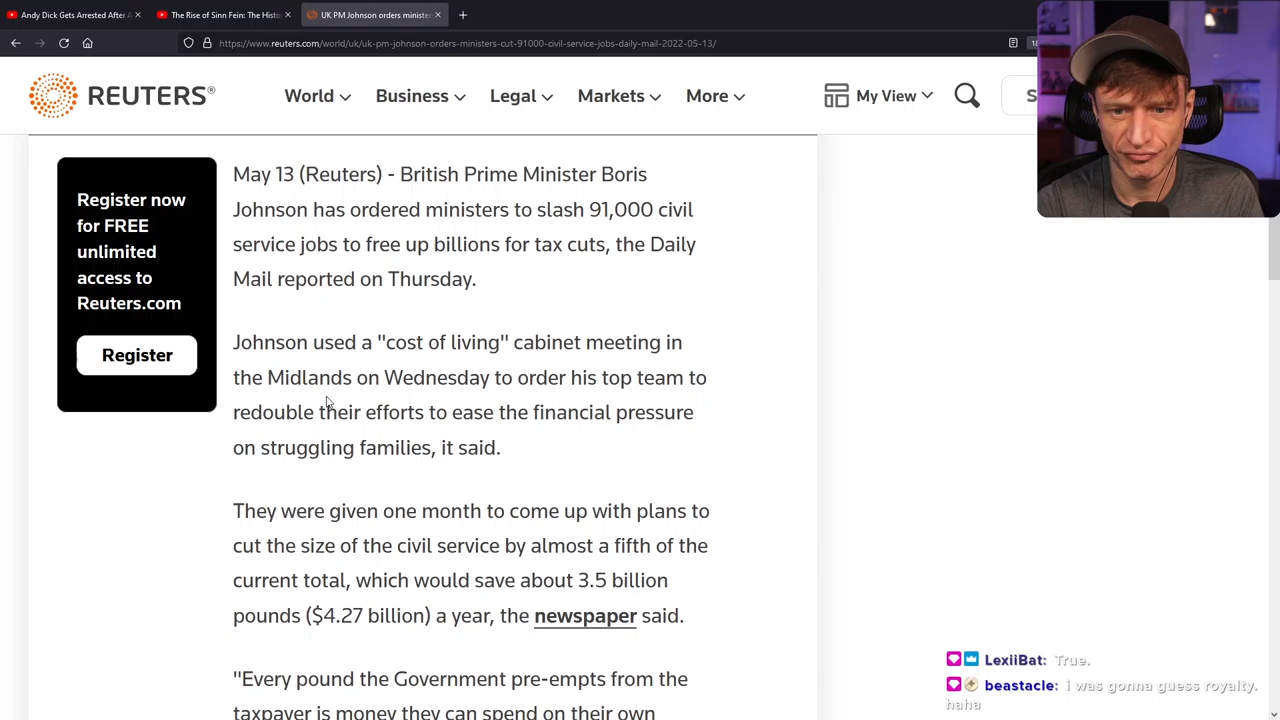 Andy Dick Gets Arrested After A
The Rise of Sinn Fein: The Histo
UK PM Johnson orders minister
https://www.reuters.com/world/uk/uk-pm-johnson-orders-ministers-cut-91000-civil-service-jobs-daily-mail-2022-05-13/
REUTERS®
World
Business
Legal
Markets
More
My View
Register now
for FREE
unlimited
access to
Reuters.com
Register
May 13 (Reuters) - British Prime Minister Boris
Johnson has ordered ministers to slash 91,000 civil
service jobs to free up billions for tax cuts, the Daily
Mail reported on Thursday.
Johnson used a "cost of living" cabinet meeting in
the Midlands on Wednesday to order his top team to
redouble their efforts to ease the financial pressure
on struggling families, it said.
They were given one month to come up with plans to
cut the size of the civil service by almost a fifth of the
current total, which would save about 3.5 billion
pounds ($4.27 billion) a year, the newspaper said.
"Every pound the Government pre-empts from the
taxpayer is money they can spend on their own
LexiiBat: True.
beastacle: i was gonna guess royalty.
haha